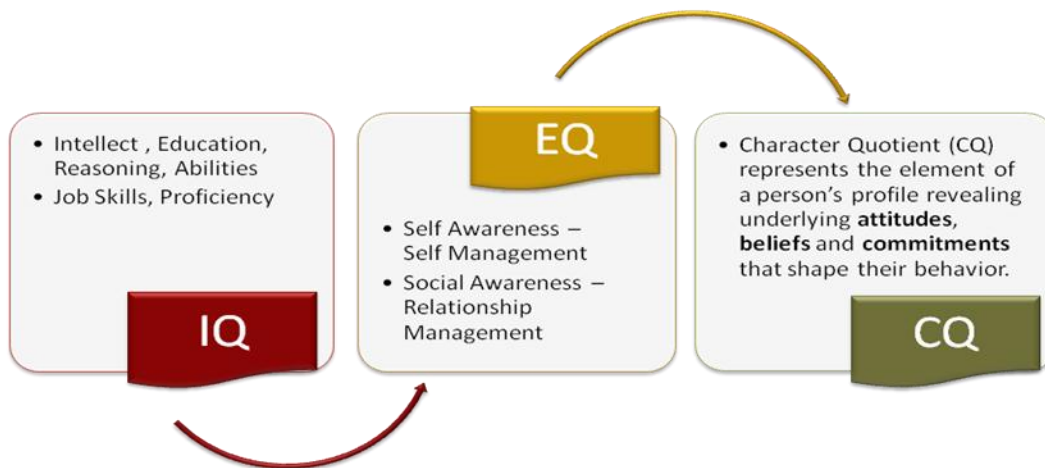 • Intellect , Education,
Reasoning, Abilities
• Job Skills, Proficiency
IQ
EQ
• Self Awareness –
Self Management
• Social Awareness –
Relationship
Management
• Character Quotient (CQ)
represents the element of
a person's profile revealing
underlying attitudes,
beliefs and commitments
that shape their behavior.
CQ